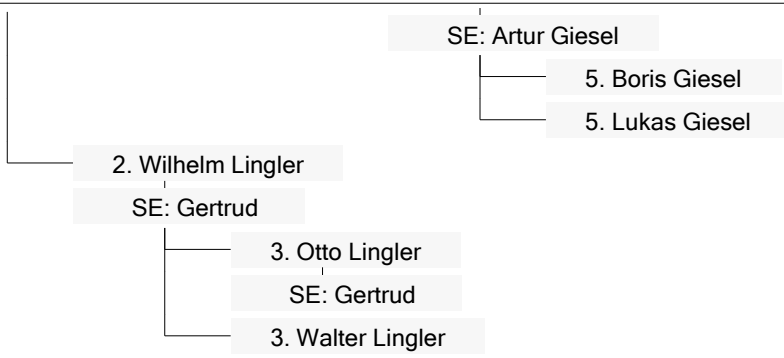 SE: Artur Giesel
5. Boris Giesel
5. Lukas Giesel
2. Wilhelm Lingler
SE: Gertrud
3. Otto Lingler
SE: Gertrud
3. Walter Lingler